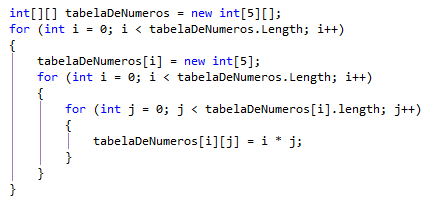 int[][] tabelaDeNumeros = new int[5][];
for (int i = 0; i < tabelaDeNumeros.Length; i++)
{
    tabelaDeNumeros[i] = new int[5];
    for (int i = 0; i < tabelaDeNumeros.Length; i++)
    {
        for (int j = 0; j < tabelaDeNumeros[i].length; j++)
        {
            tabelaDeNumeros[i][j] = i * j;
        }
    }
}